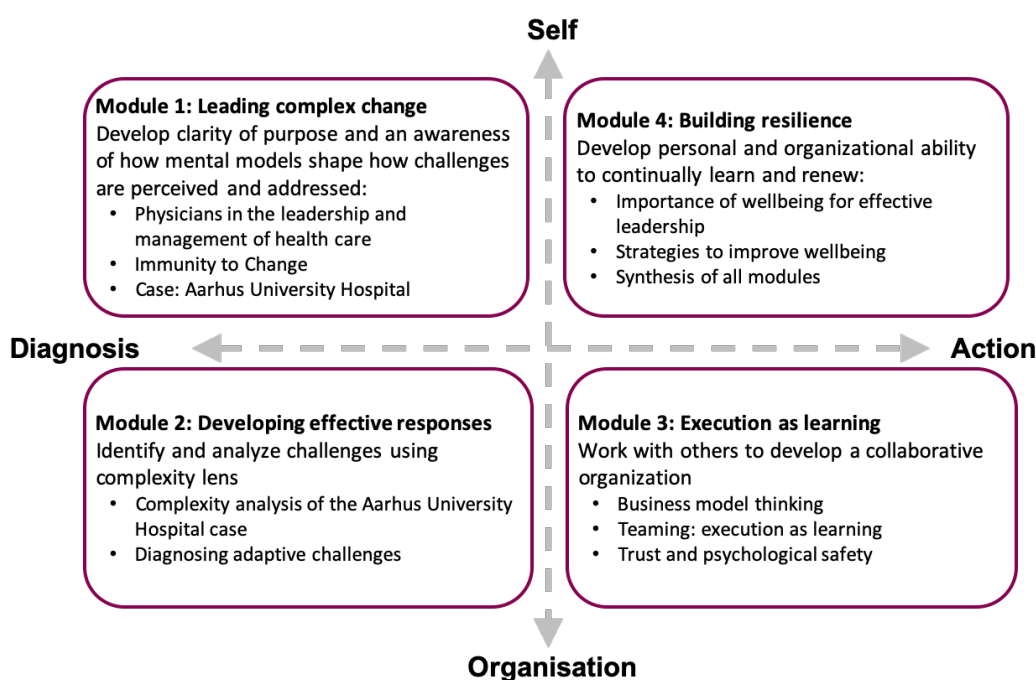 Self
Module 1: Leading complex change
Develop clarity of purpose and an awareness
of how mental models shape how challenges
are perceived and addressed:
• Physicians in the leadership and
management of health care
• Immunity to Change
• Case: Aarhus University Hospital
Module 4: Building resilience
Develop personal and organizational ability
to continually learn and renew:
• Importance of wellbeing for effective
leadership
• Strategies to improve wellbeing
• Synthesis of all modules
Diagnosis
Action
Module 2: Developing effective responses
Identify and analyze challenges using
complexity lens
• Complexity analysis of the Aarhus University
Hospital case
• Diagnosing adaptive challenges
Module 3: Execution as learning
Work with others to develop a collaborative
organization
• Business model thinking
• Teaming: execution as learning
• Trust and psychological safety
Organisation